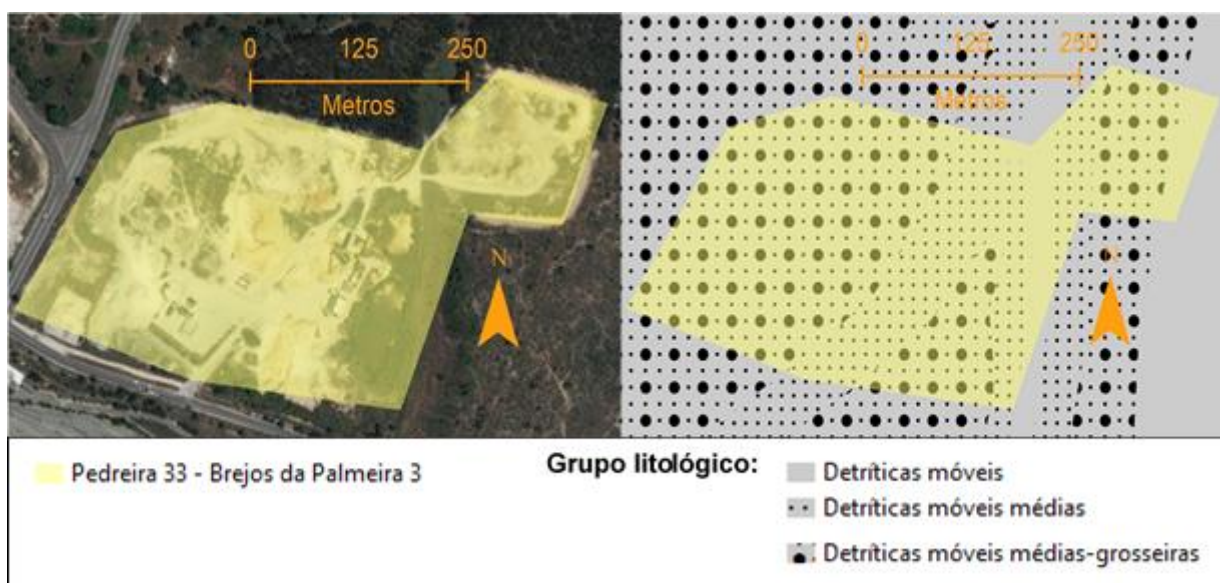 0 125 250
Metros
N
0 125 250
Metros
N
Pedreira 33 - Brejos da Palmeira 3
Grupo litológico:
Detríticas móveis
Detríticas móveis médias
Detríticas móveis médias-grosseiras